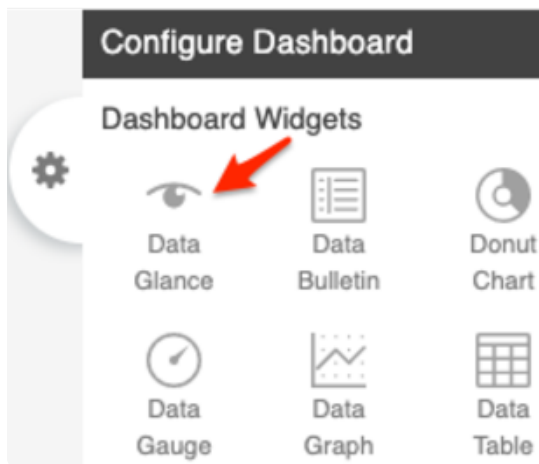 Configure Dashboard
Dashboard Widgets
Data Glance
Data Bulletin
Donut Chart
Data Gauge
Data Graph
Data Table